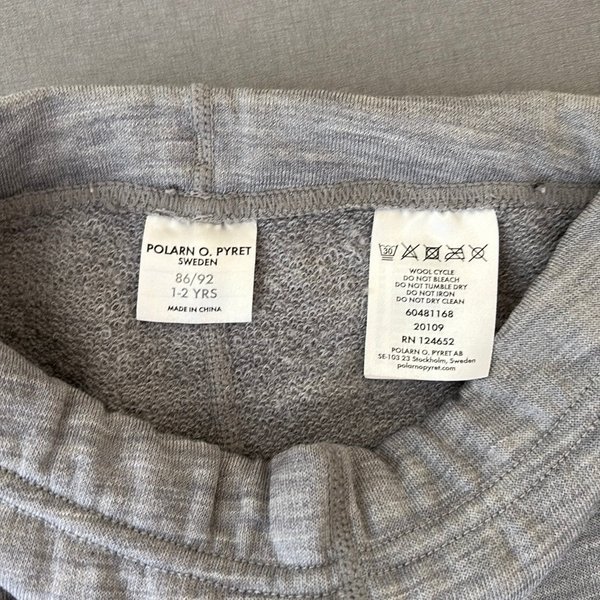 POLARN O. PYRET
SWEDEN
86/92
1-2 YRS
MADE IN CHINA
30
WOOL CYCLE
DO NOT BLEACH
DO NOT TUMBLE DRY
DO NOT IRON
DO NOT DRY CLEAN
60481168
20109
RN 124652
POLARN O. PYRET AB
SE-103 23 Stockholm, Sweden
polarnopyret.com